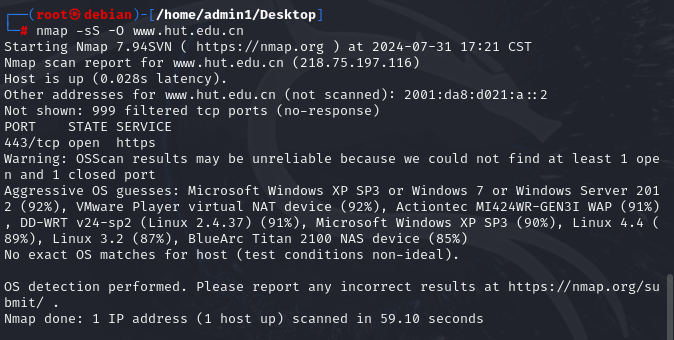 ┌──(root㉿debian)-[/home/admin1/Desktop]
└─# nmap -sS -O www.hut.edu.cn
Starting Nmap 7.94SVN ( https://nmap.org ) at 2024-07-31 17:21 CST
Nmap scan report for www.hut.edu.cn (218.75.197.116)
Host is up (0.028s latency).
Other addresses for www.hut.edu.cn (not scanned): 2001:da8:d021:a::2
Not shown: 999 filtered tcp ports (no-response)
PORT    STATE SERVICE
443/tcp open  https
Warning: OSScan results may be unreliable because we could not find at least 1 ope
n and 1 closed port
Aggressive OS guesses: Microsoft Windows XP SP3 or Windows 7 or Windows Server 201
2 (92%), VMware Player virtual NAT device (92%), Actiontec MI424WR-GEN3I WAP (91%)
, DD-WRT v24-sp2 (Linux 2.4.37) (91%), Microsoft Windows XP SP3 (90%), Linux 4.4 (
89%), Linux 3.2 (87%), BlueArc Titan 2100 NAS device (85%)
No exact OS matches for host (test conditions non-ideal).
OS detection performed. Please report any incorrect results at https://nmap.org/su
bmit/ .
Nmap done: 1 IP address (1 host up) scanned in 59.10 seconds